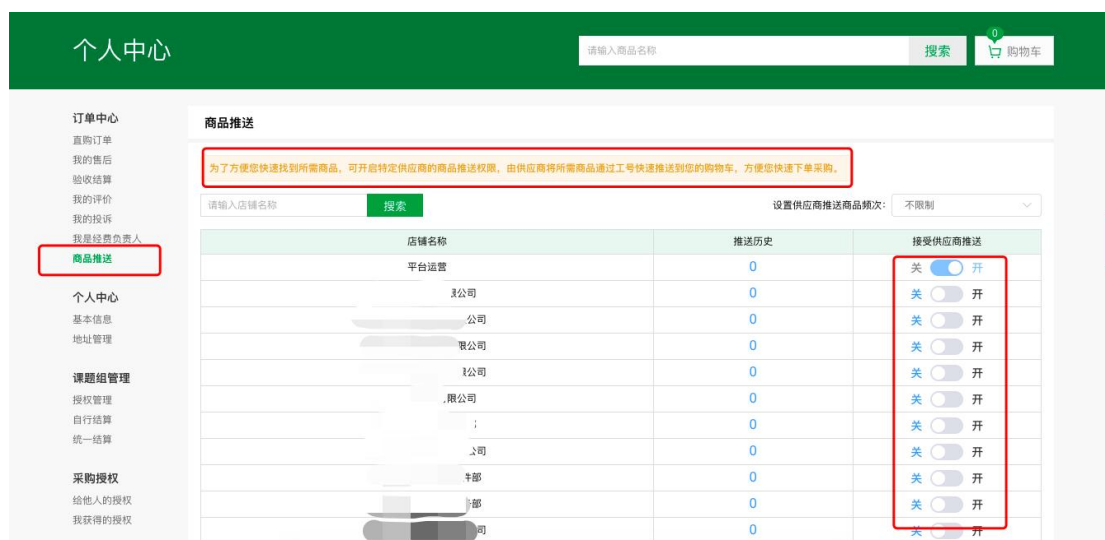 个人中心
请输入商品名称
搜索
0
购物车
订单中心
直购订单
我的售后
验收结算
我的评价
我的投诉
我是经费负责人
商品推送
个人中心
基本信息
地址管理
课题组管理
授权管理
自行结算
统一结算
采购授权
给他人的授权
我获得的授权
商品推送
为了方便您快速找到所需商品，可开启特定供应商的商品推送权限，由供应商将所需商品通过工号快速推送到您的购物车，方便您快速下单采购。
请输入店铺名称
搜索
设置供应商推送商品频次：
不限制
店铺名称 推送历史 接受供应商推送
平台运营 0 关 开
公司 0 关 开
公司 0 关 开
限公司 0 关 开
公司 0 关 开
限公司 0 关 开
0 关 开
公司 0 关 开
件部 0 关 开
部 0 关 开
司 0 关 开